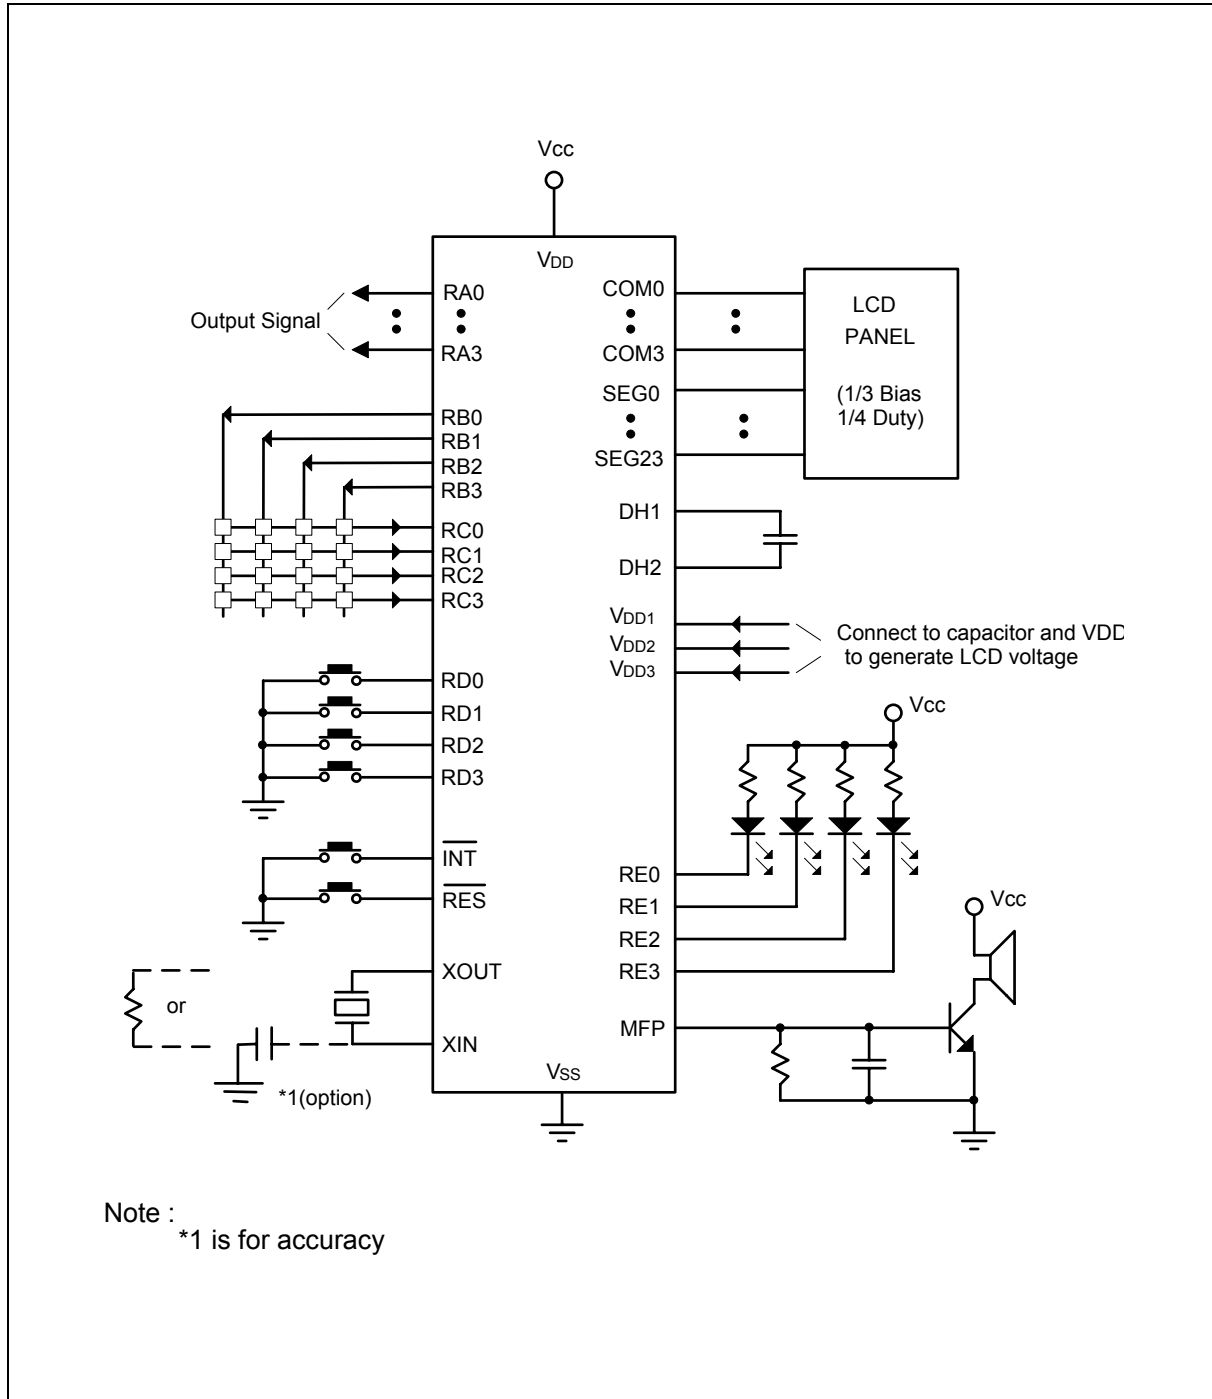 Vcc
VDD
RA0
RA3
Output Signal
RB0
RB1
RB2
RB3
RC0
RC1
RC2
RC3
RD0
RD1
RD2
RD3
INT
RES
XOUT
XIN
or
*1(option)
VSS
COM0
COM3
SEG0
SEG23
LCD
PANEL
(1/3 Bias
1/4 Duty)
DH1
DH2
VDD1
VDD2
VDD3
Connect to capacitor and VDD
to generate LCD voltage
Vcc
RE0
RE1
RE2
RE3
MFP
Vcc
Note :
*1 is for accuracy